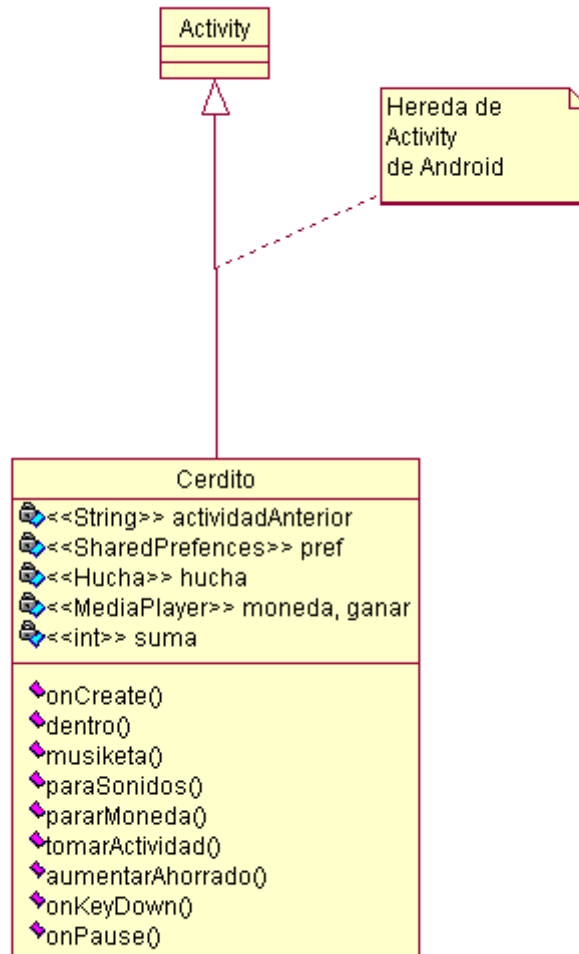 Activity
Hereda de
Activity
de Android
Cerdito
<<String>> actividadAnterior
<<SharedPrefences>> pref
<<Hucha>> hucha
<<MediaPlayer>> moneda, ganar
<<int>> suma
onCreate()
dentro()
musiketa()
paraSonidos()
pararMoneda()
tomarActividad()
aumentarAhorrado()
onKeyDown()
onPause()